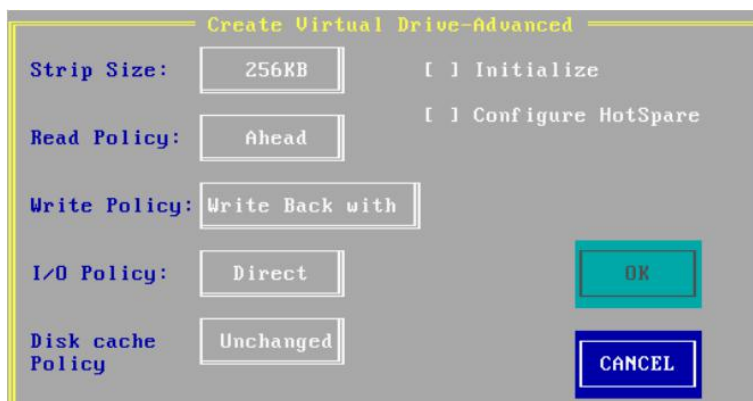 Create Virtual Drive-Advanced
Strip Size: 256KB [ ] Initialize
[ ] Configure HotSpare
Read Policy: Ahead
Write Policy: Write Back with
I/O Policy: Direct
OK
Disk cache Policy Unchanged
CANCEL